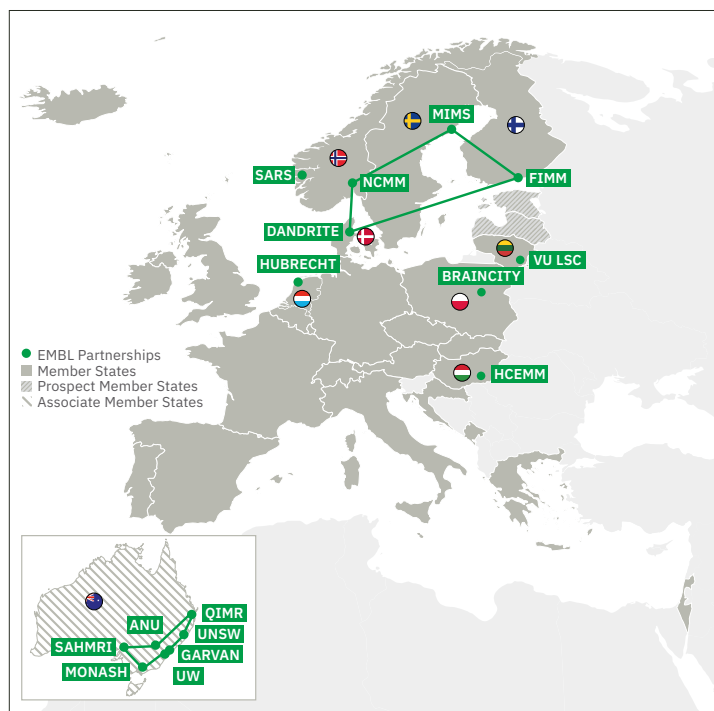 MIMS
SARS
NCMM
FIMM
DANDRITE
HUBRECHT
VU LSC
BRAINCITY
EMBL Partnerships
Member States
Prospect Member States
Associate Member States
HCEMM
QIMR
ANU
UNSW
SAHMRI
GARVAN
MONASH
UW